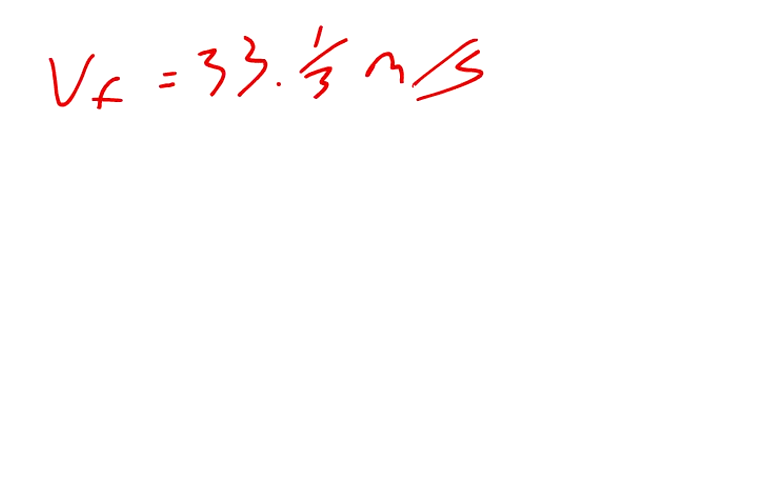 Vf = 33.1/3 m/s